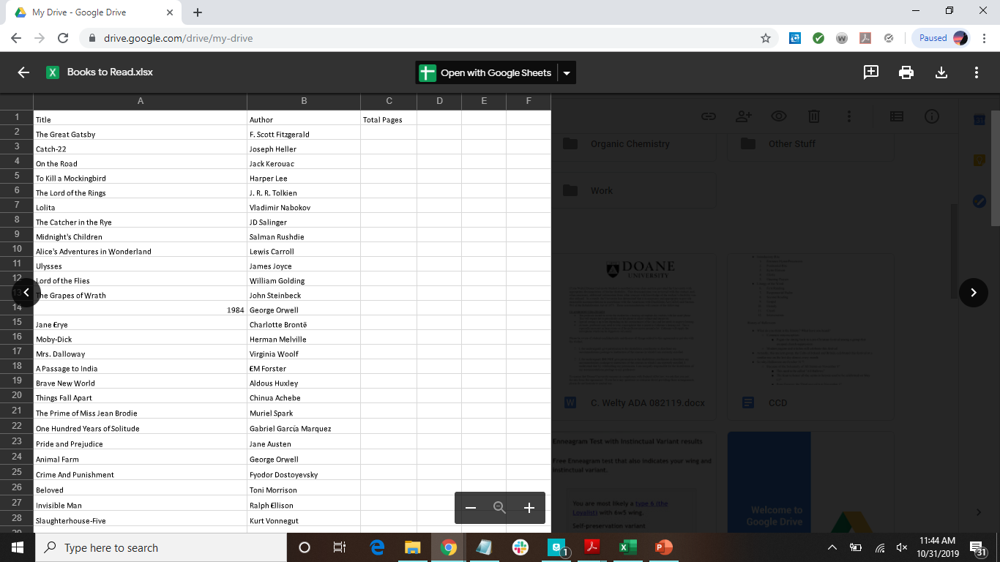 My Drive - Google Drive
drive.google.com/drive/my-drive
Paused
Books to Read.xlsx
Open with Google Sheets
A B C D E F
1 Title Author Total Pages
2 The Great Gatsby F. Scott Fitzgerald
3 Catch-22 Joseph Heller
4 On the Road Jack Kerouac
5 To Kill a Mockingbird Harper Lee
6 The Lord of the Rings J. R. R. Tolkien
7 Lolita Vladimir Nabokov
8 The Catcher in the Rye JD Salinger
9 Midnight's Children Salman Rushdie
10 Alice's Adventures in Wonderland Lewis Carroll
11 Ulysses James Joyce
12 Lord of the Flies William Golding
13 The Grapes of Wrath John Steinbeck
14 1984 George Orwell
15 Jane Erye Charlotte Brontë
16 Moby-Dick Herman Melville
17 Mrs. Dalloway Virginia Woolf
18 A Passage to India EM Forster
19 Brave New World Aldous Huxley
20 Things Fall Apart Chinua Achebe
21 The Prime of Miss Jean Brodie Muriel Spark
22 One Hundred Years of Solitude Gabriel García Marquez
23 Pride and Prejudice Jane Austen
24 Animal Farm George Orwell
25 Crime And Punishment Fyodor Dostoyevsky
26 Beloved Toni Morrison
27 Invisible Man Ralph Ellison
28 Slaughterhouse-Five Kurt Vonnegut
Organic Chemistry
Other Stuff
Work
DOANE
UNIVERSITY
C. Welty ADA 082119.docx
CCD
Enneagram Test with Instinctual Variant results
Free Enneagram test that also indicates your wing and
instinctual variant.
You are most likely a type 6 (the
Loyalist) with 6w5 wing.
Self-preservation variant
Welcome to
Google Drive
Type here to search
1
11:44 AM
10/31/2019
31